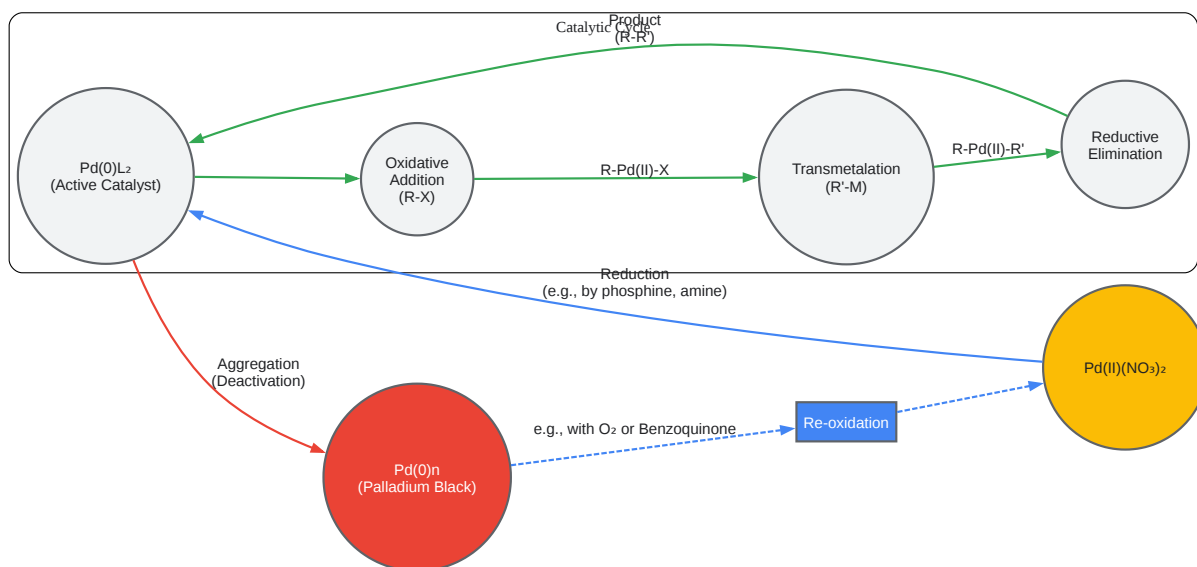 Catalytic Cycle
Product
(R-R')
Pd(0)L₂
(Active Catalyst)
Oxidative
Addition
(R-X)
R-Pd(II)-X
Transmetalation
(R'-M)
R-Pd(II)-R'
Reductive
Elimination
Reduction
(e.g., by phosphine, amine)
Aggregation
(Deactivation)
Pd(II)(NO₃)₂
e.g., with O₂ or Benzoquinone
Re-oxidation
Pd(0)n
(Palladium Black)